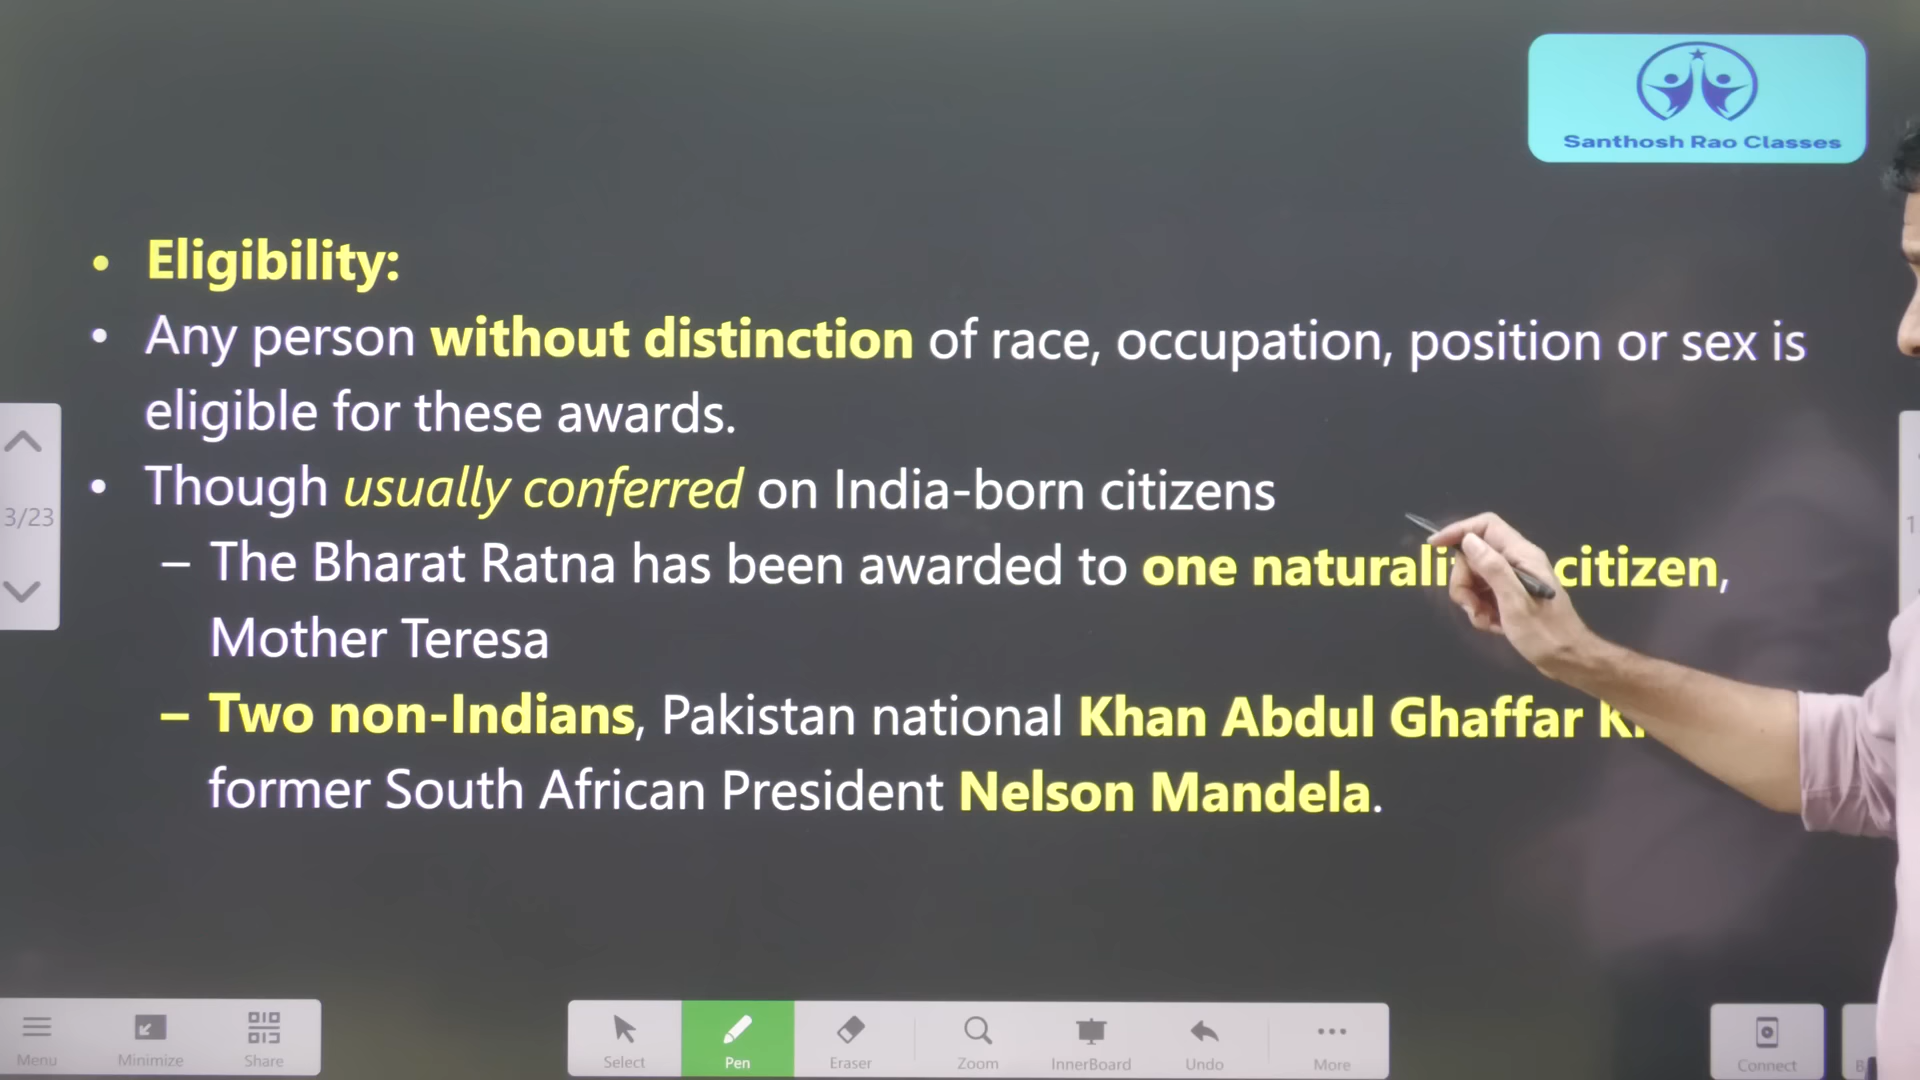 Santhosh Rao Classes
• Eligibility:
• Any person without distinction of race, occupation, position or sex is
eligible for these awards.
• Though usually conferred on India-born citizens
– The Bharat Ratna has been awarded to one citizen,
Mother Teresa
– Two non-Indians, Pakistan national Khan Abdul Ghaffar
former South African President Nelson Mandela.
3/23
Menu Minimize Share Select Pen Eraser Zoom InnerBoard Undo More Connect